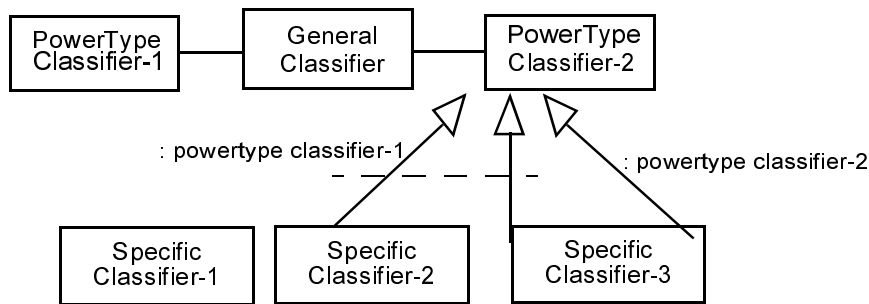 PowerType
Classifier-1
General
Classifier
PowerType
Classifier-2
: powertype classifier-1
: powertype classifier-2
Specific
Classifier-1
Specific
Classifier-2
Specific
Classifier-3